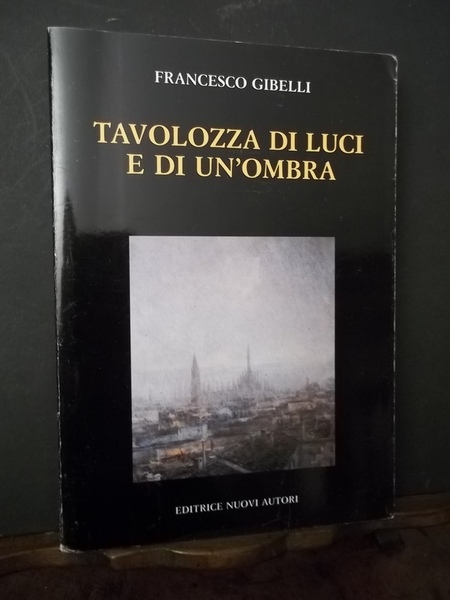 FRANCESCO GIBELLI
TAVOLOZZA DI LUCI
E DI UN'OMBRA
EDITRICE NUOVI AUTORI